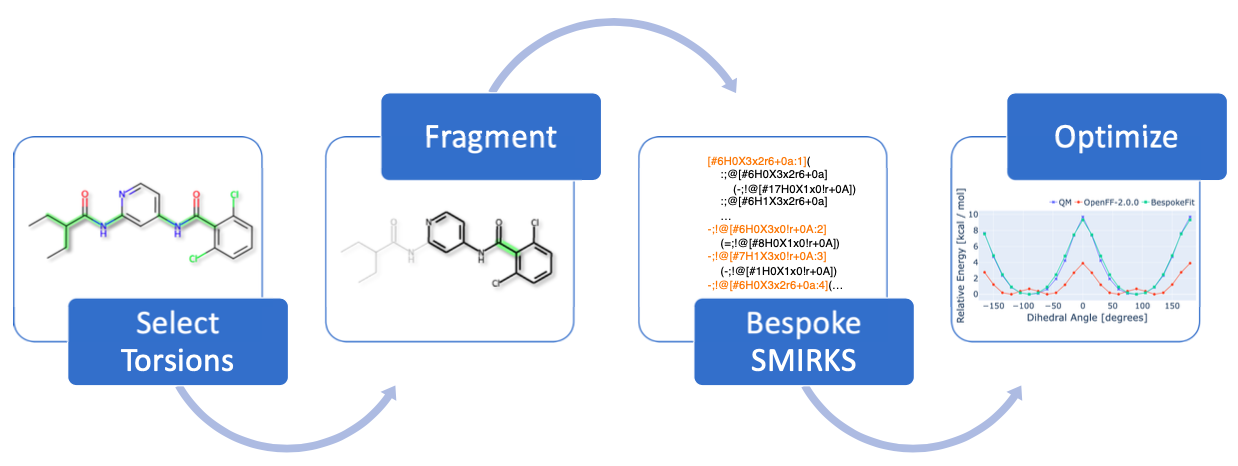 O
N
N
H
N
H
O
Cl
Cl
Select
Torsions
Fragment
O
N
N
H
N
H
O
Cl
Cl
[#6H0X3x2r6+0a:1](
:;@[#6H0X3x2r6+0a]
(-;!@[#17H0X1x0!r+0A])
:;@[#6H1X3x2r6+0a]
...
-;!@[#6H0X3x0!r+0A:2]
(=;!@[#8H0X1x0!r+0A])
-;!@[#7H1X3x0!r+0A:3]
(-;!@[#1H0X1x0!r+0A])
-;!@[#6H0X3x2r6+0a:4](...
Bespoke
SMIRKS
Optimize
QM OpenFF-2.0.0 BespokeFit
Relative Energy [kcal / mol]
10
8
6
4
2
0
−150 −100 −50 0 50 100 150
Dihedral Angle [degrees]